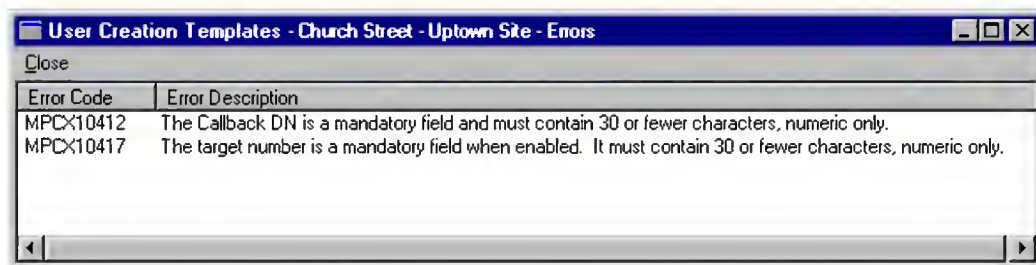 User Creation Templates - Church Street - Uptown Site - Errors
Close
Error Code Error Description
MPCX10412 The Callback DN is a mandatory field and must contain 30 or fewer characters, numeric only.
MPCX10417 The target number is a mandatory field when enabled. It must contain 30 or fewer characters, numeric only.